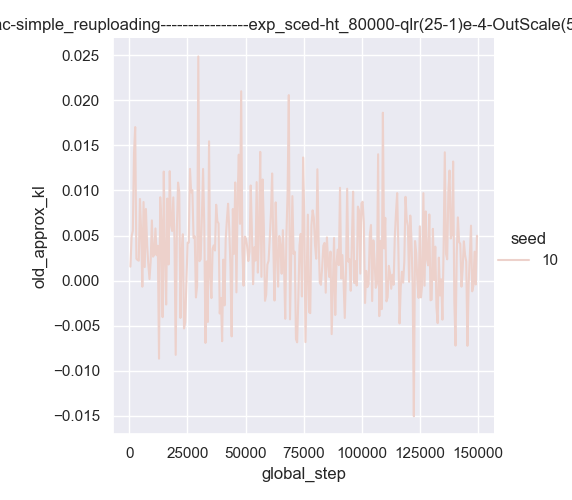 ac-simple_reuploading----------------exp_sced-ht_80000-qlr(25-1)e-4-OutScale(5
0.025
0.020
0.015
0.010
0.005
0.000
−0.005
−0.010
−0.015
old_approx_kl
0 25000 50000 75000 100000 125000 150000
global_step
seed
10